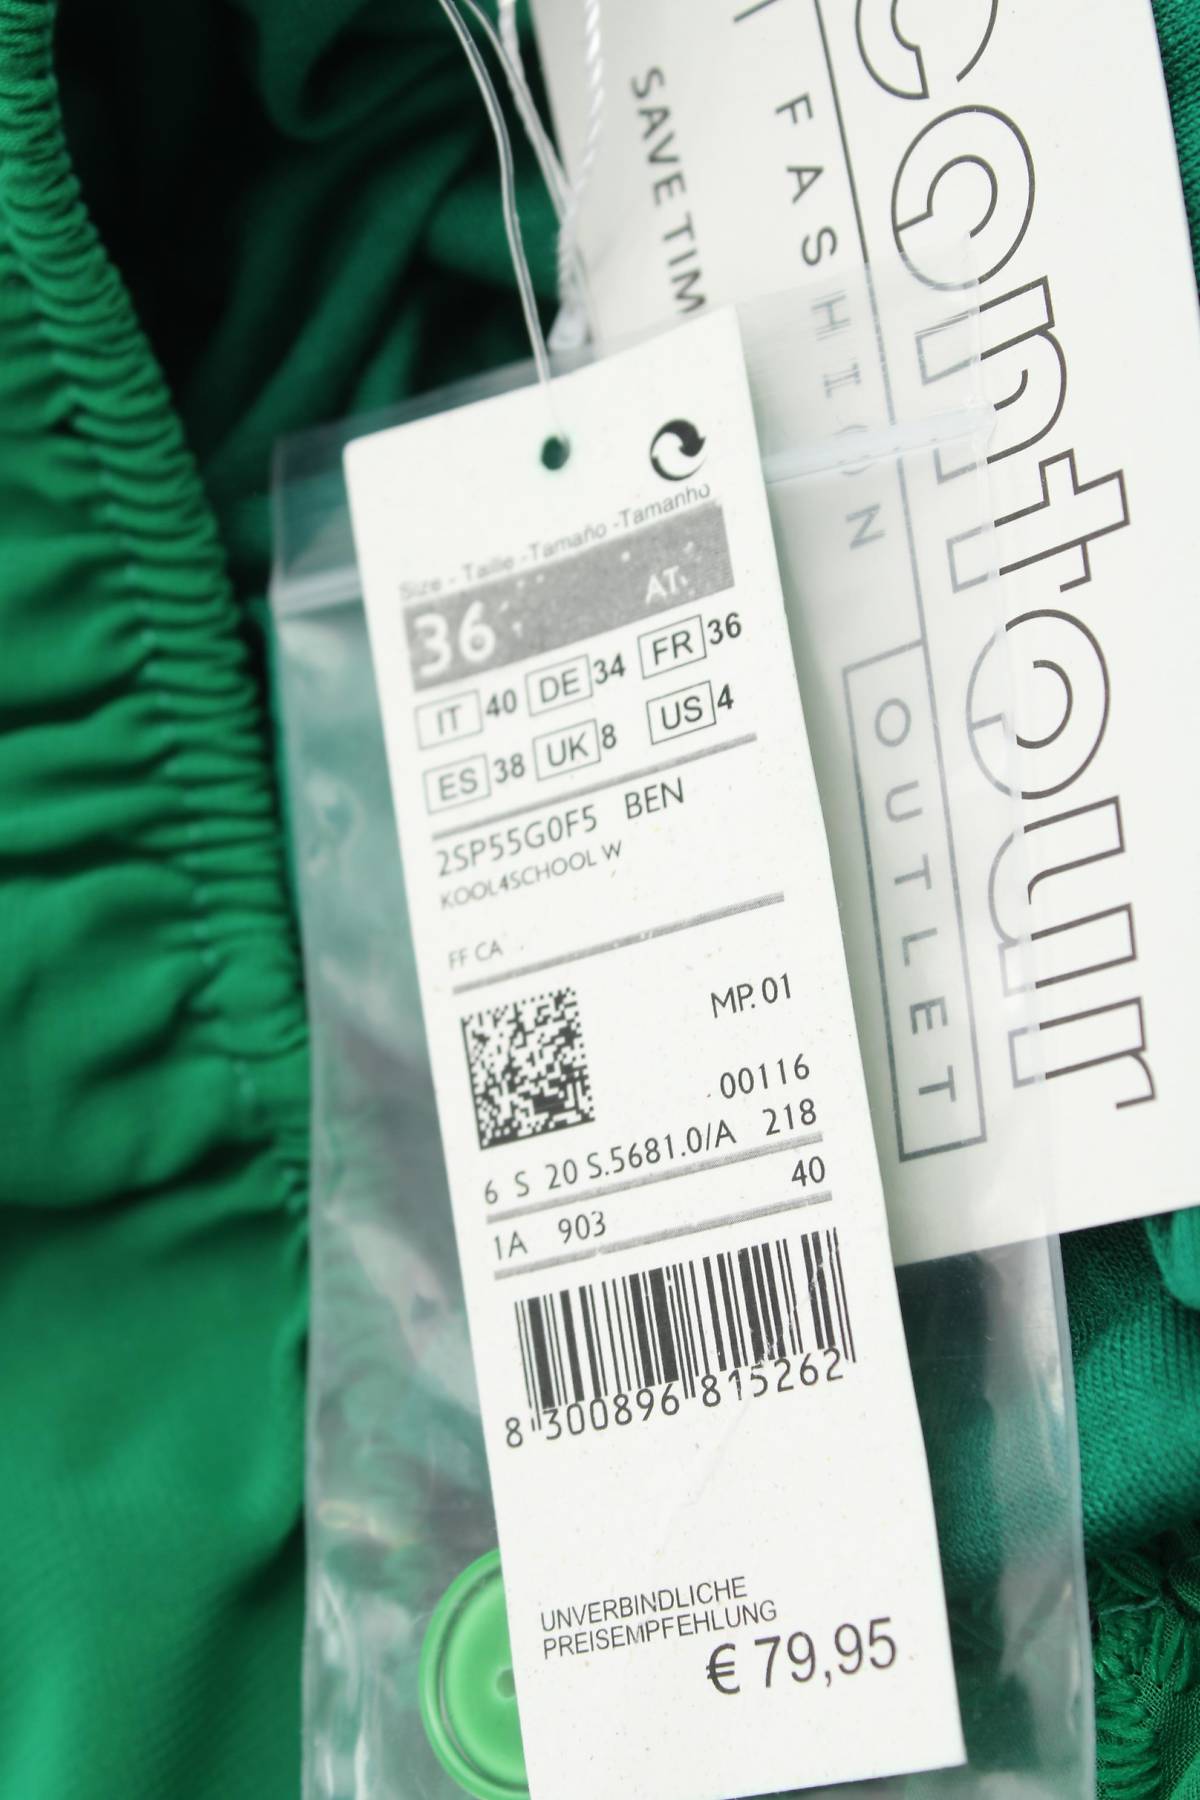 Size - Taille - Tamaño - Tamanho
36 AT.
IT 40 DE 34 FR 36
ES 38 UK 8 US 4
2SP55G0F5 BEN
KOOL4SCHOOL W
FF CA
MP. 01
00116
6 S 20 S.5681.0/A 218
1A 903 40
8 300896 815262
UNVERBINDLICHE
PREISEMPFEHLUNG
€ 79,95
contour
FASHION OUTLET
SAVE TIM